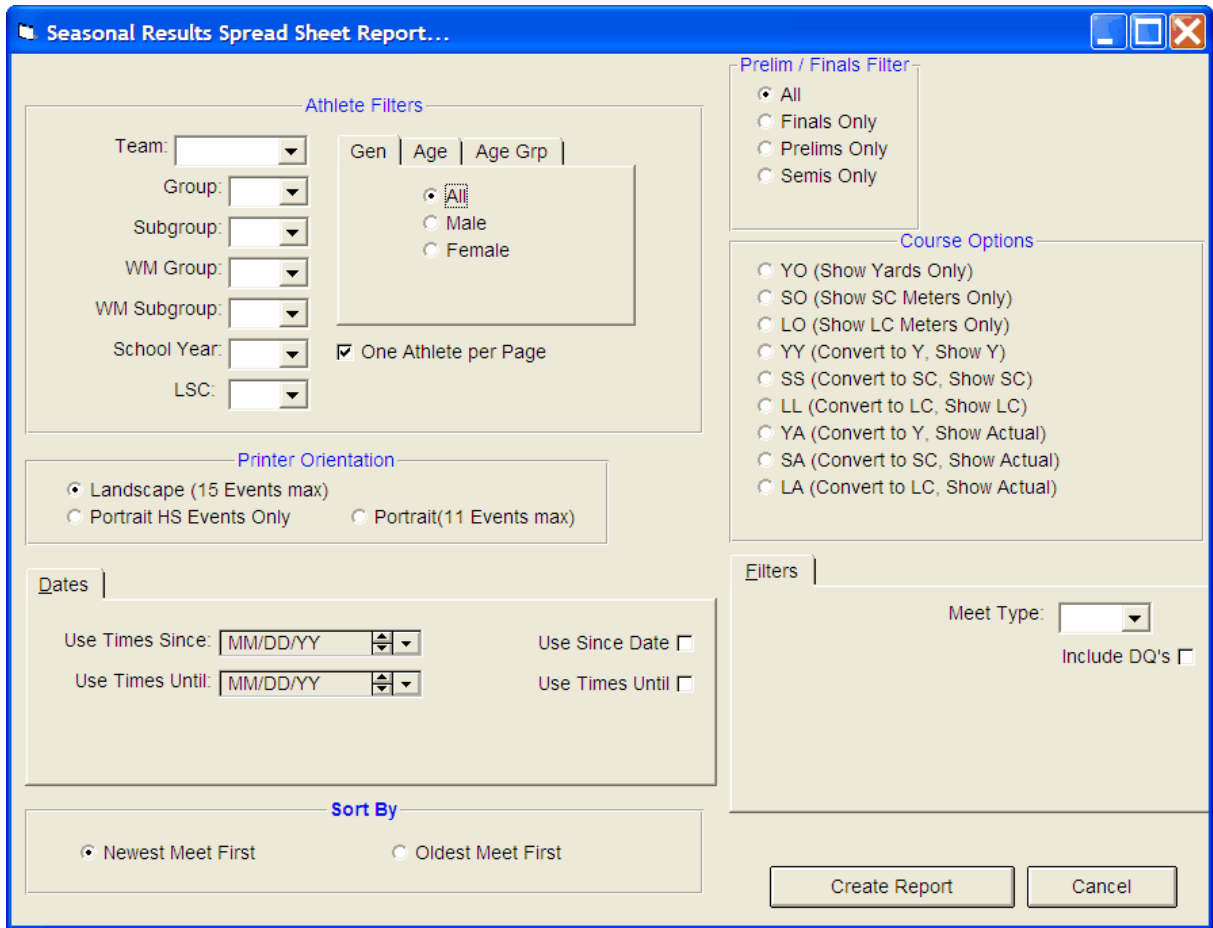 Seasonal Results Spread Sheet Report...
Athlete Filters
Team:
Group:
Subgroup:
WM Group:
WM Subgroup:
School Year:
LSC:
Gen Age Age Grp
All
Male
Female
One Athlete per Page
Prelim / Finals Filter
All
Finals Only
Prelims Only
Semis Only
Course Options
YO (Show Yards Only)
SO (Show SC Meters Only)
LO (Show LC Meters Only)
YY (Convert to Y, Show Y)
SS (Convert to SC, Show SC)
LL (Convert to LC, Show LC)
YA (Convert to Y, Show Actual)
SA (Convert to SC, Show Actual)
LA (Convert to LC, Show Actual)
Printer Orientation
Landscape (15 Events max)
Portrait HS Events Only Portrait(11 Events max)
Dates
Use Times Since: MM/DD/YY Use Since Date
Use Times Until: MM/DD/YY Use Times Until
Filters
Meet Type:
Include DQ's
Sort By
Newest Meet First Oldest Meet First
Create Report Cancel